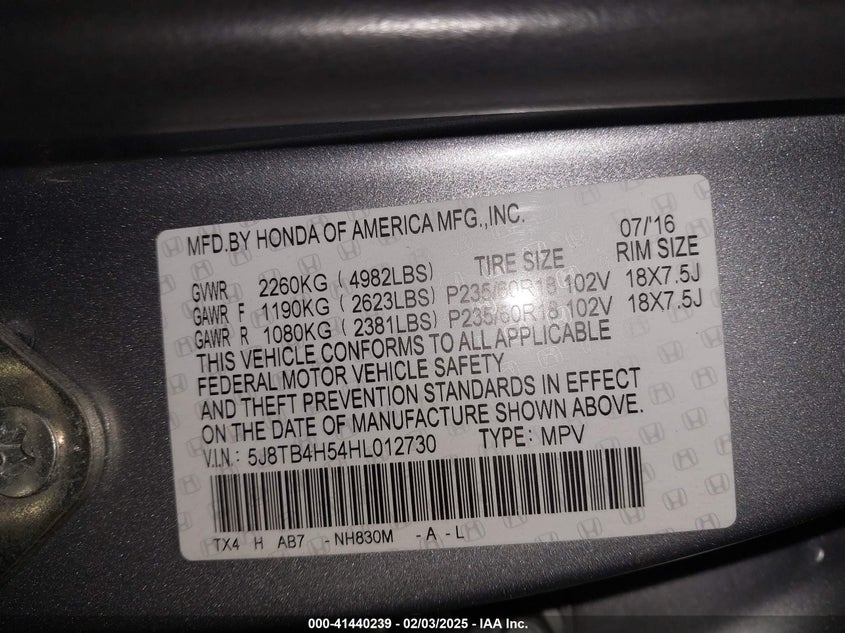 MFD.BY HONDA OF AMERICA MFG.,INC. 07/'16
TIRE SIZE RIM SIZE
GVWR 2260KG ( 4982LBS)
GAWR F 1190KG ( 2623LBS) P235/60R18 102V 18X7.5J
GAWR R 1080KG ( 2381LBS) P235/60R18 102V 18X7.5J
THIS VEHICLE CONFORMS TO ALL APPLICABLE
FEDERAL MOTOR VEHICLE SAFETY
AND THEFT PREVENTION STANDARDS IN EFFECT
ON THE DATE OF MANUFACTURE SHOWN ABOVE.
V.I.N.: 5J8TB4H54HL012730 TYPE: MPV
TX4 H AB7 -NH830M -A -L
000-41440239 - 02/03/2025 - IAA Inc.